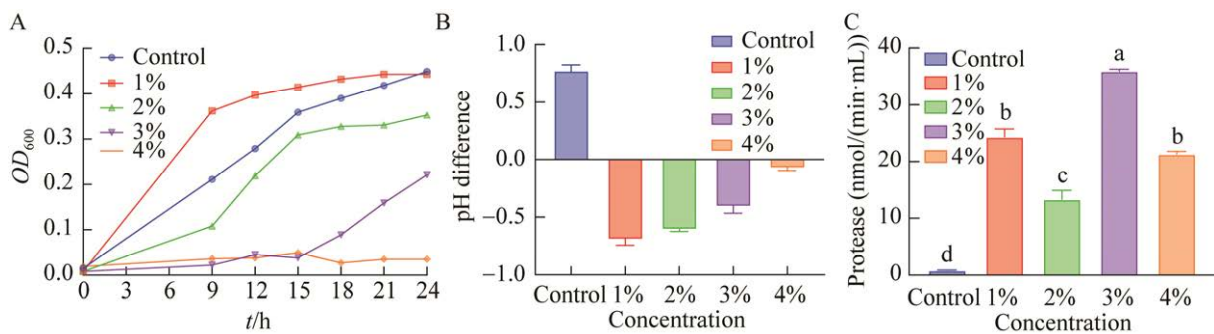 A
OD600
0.5
0.4
0.3
0.2
0.1
0.0
Control
1%
2%
3%
4%
0 3 6 9 12 15 18 21 24
t/h
B
pH difference
1.0
0.5
0.0
−0.5
−1.0
Control
1%
2%
3%
4%
Control 1% 2% 3% 4%
Concentration
C
Protease (nmol/(min·mL))
40
30
20
10
0
Control
1%
2%
3%
4%
d b c a b
Control 1% 2% 3% 4%
Concentration